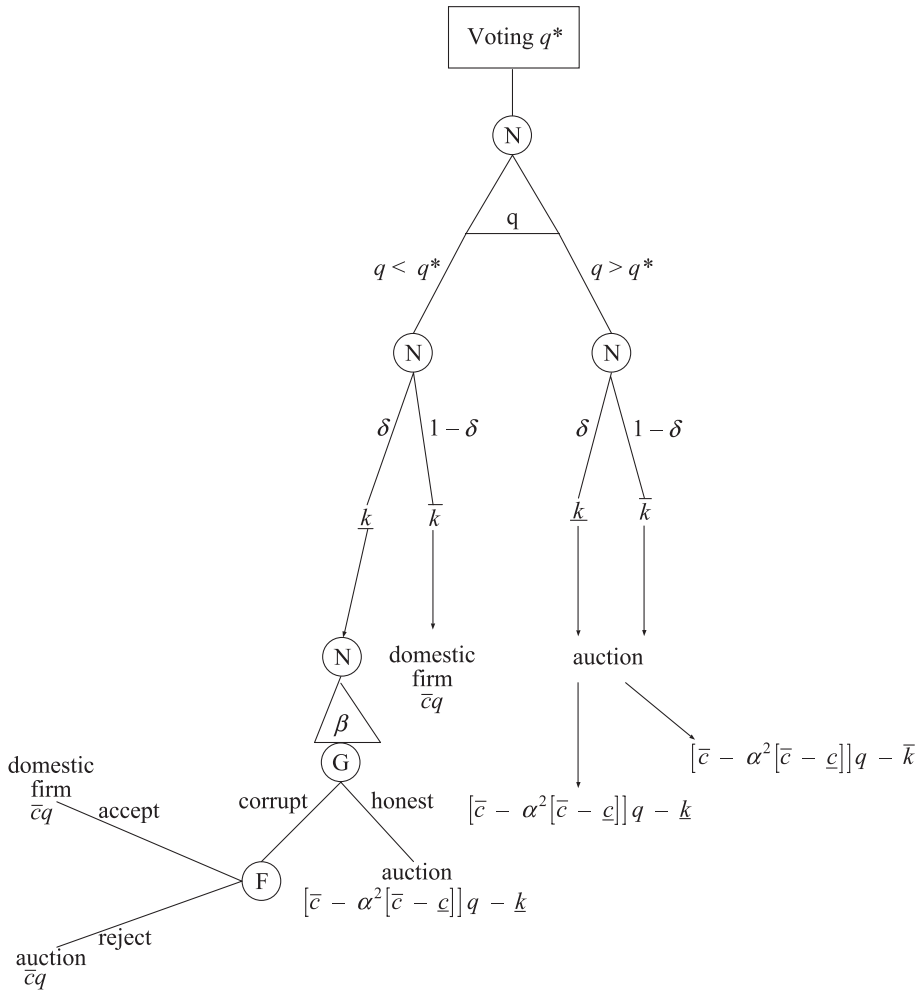 Voting q*
N
q
q < q*
q > q*
N
N
δ
1 − δ
δ
1 − δ
k̲
k̅
k̲
k̅
N
domestic
firm
c̅q
auction
β
G
[c̅ − α²[c̅ − c̲]]q − k̅
domestic
firm
c̅q
accept
corrupt
honest
[c̅ − α²[c̅ − c̲]]q − k̲
F
auction
[c̅ − α²[c̅ − c̲]]q − k̲
reject
auction
c̅q